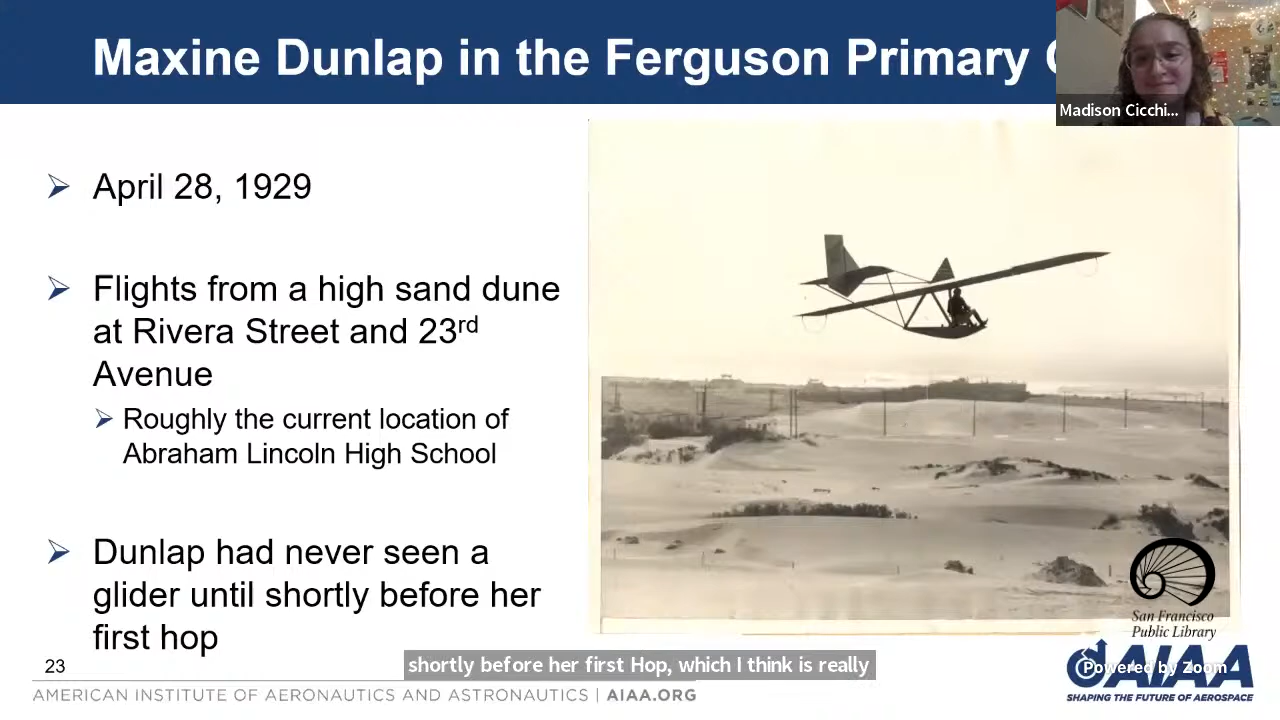 Maxine Dunlap in the Ferguson Primary
Madison Cicchi...
April 28, 1929
Flights from a high sand dune
at Rivera Street and 23rd
Avenue
Roughly the current location of
Abraham Lincoln High School
Dunlap had never seen a
glider until shortly before her
first hop
San Francisco
Public Library
23
shortly before her first Hop, which I think is really
Powered by Zoom
AIAA
SHAPING THE FUTURE OF AEROSPACE
AMERICAN INSTITUTE OF AERONAUTICS AND ASTRONAUTICS | AIAA.ORG